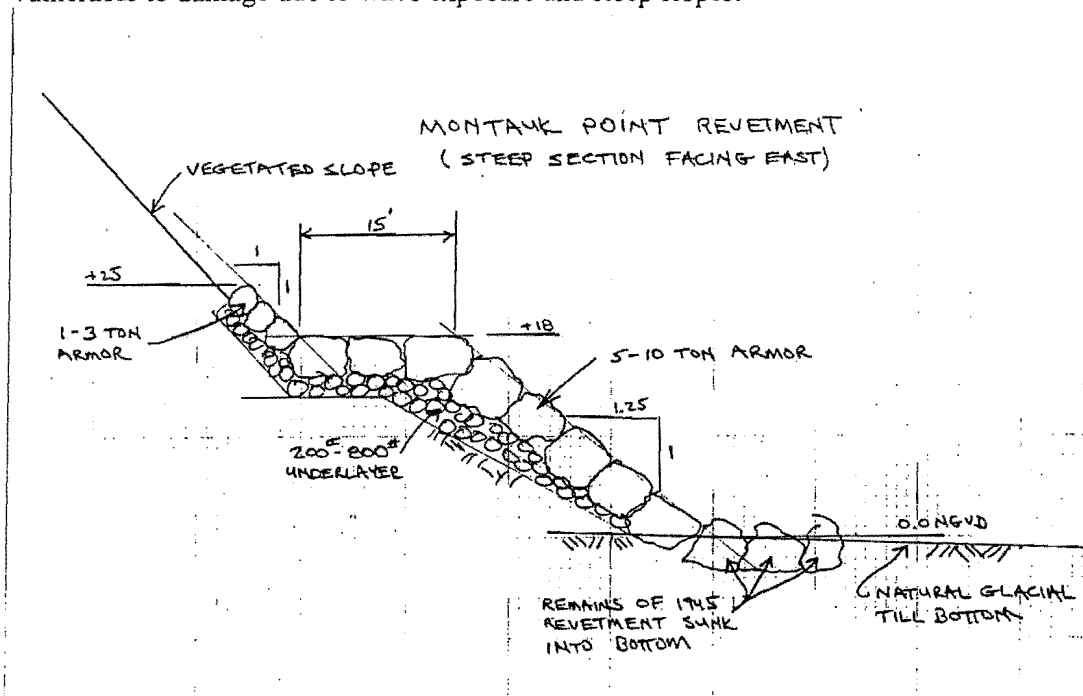 vulnerable to damage due to wave exposure and steep slopes.
MONTAUK POINT REVETMENT
(STEEP SECTION FACING EAST)
VEGETATED SLOPE
15'
1
1
+25
+18
1-3 TON
ARMOR
5-10 TON ARMOR
1.25
1
200#-800#
UNDERLAYER
0.0 NGVD
REMAINS OF 1945
REVETMENT SUNK
INTO BOTTOM
NATURAL GLACIAL
TILL BOTTOM